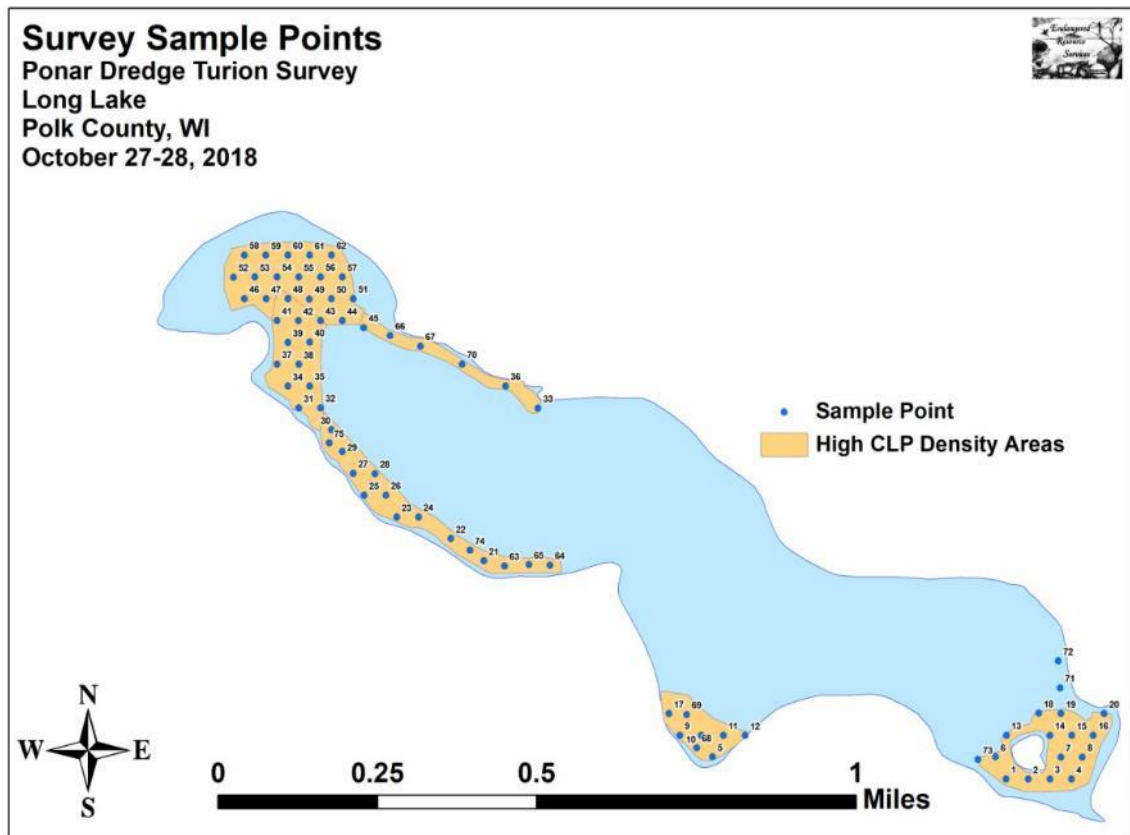 Survey Sample Points
Ponar Dredge Turion Survey
Long Lake
Polk County, WI
October 27-28, 2018
Endangered
Resource
Services
58 59 60 61 62
52 53 54 55 56 57
46 47 48 49 50 51
41 42 43 44 45
66
67
39 40
70
37 38
36
34 35
33
31 32
30
75
29
27 28
25 26
23 24
22
74
21 63 65 64
Sample Point
High CLP Density Areas
72
71
17 69
18 19 20
9 11 12
10 68
5
13 14 15 16
73 6 7 8
1 2 3 4
N
W E
S
0 0.25 0.5 1
Miles